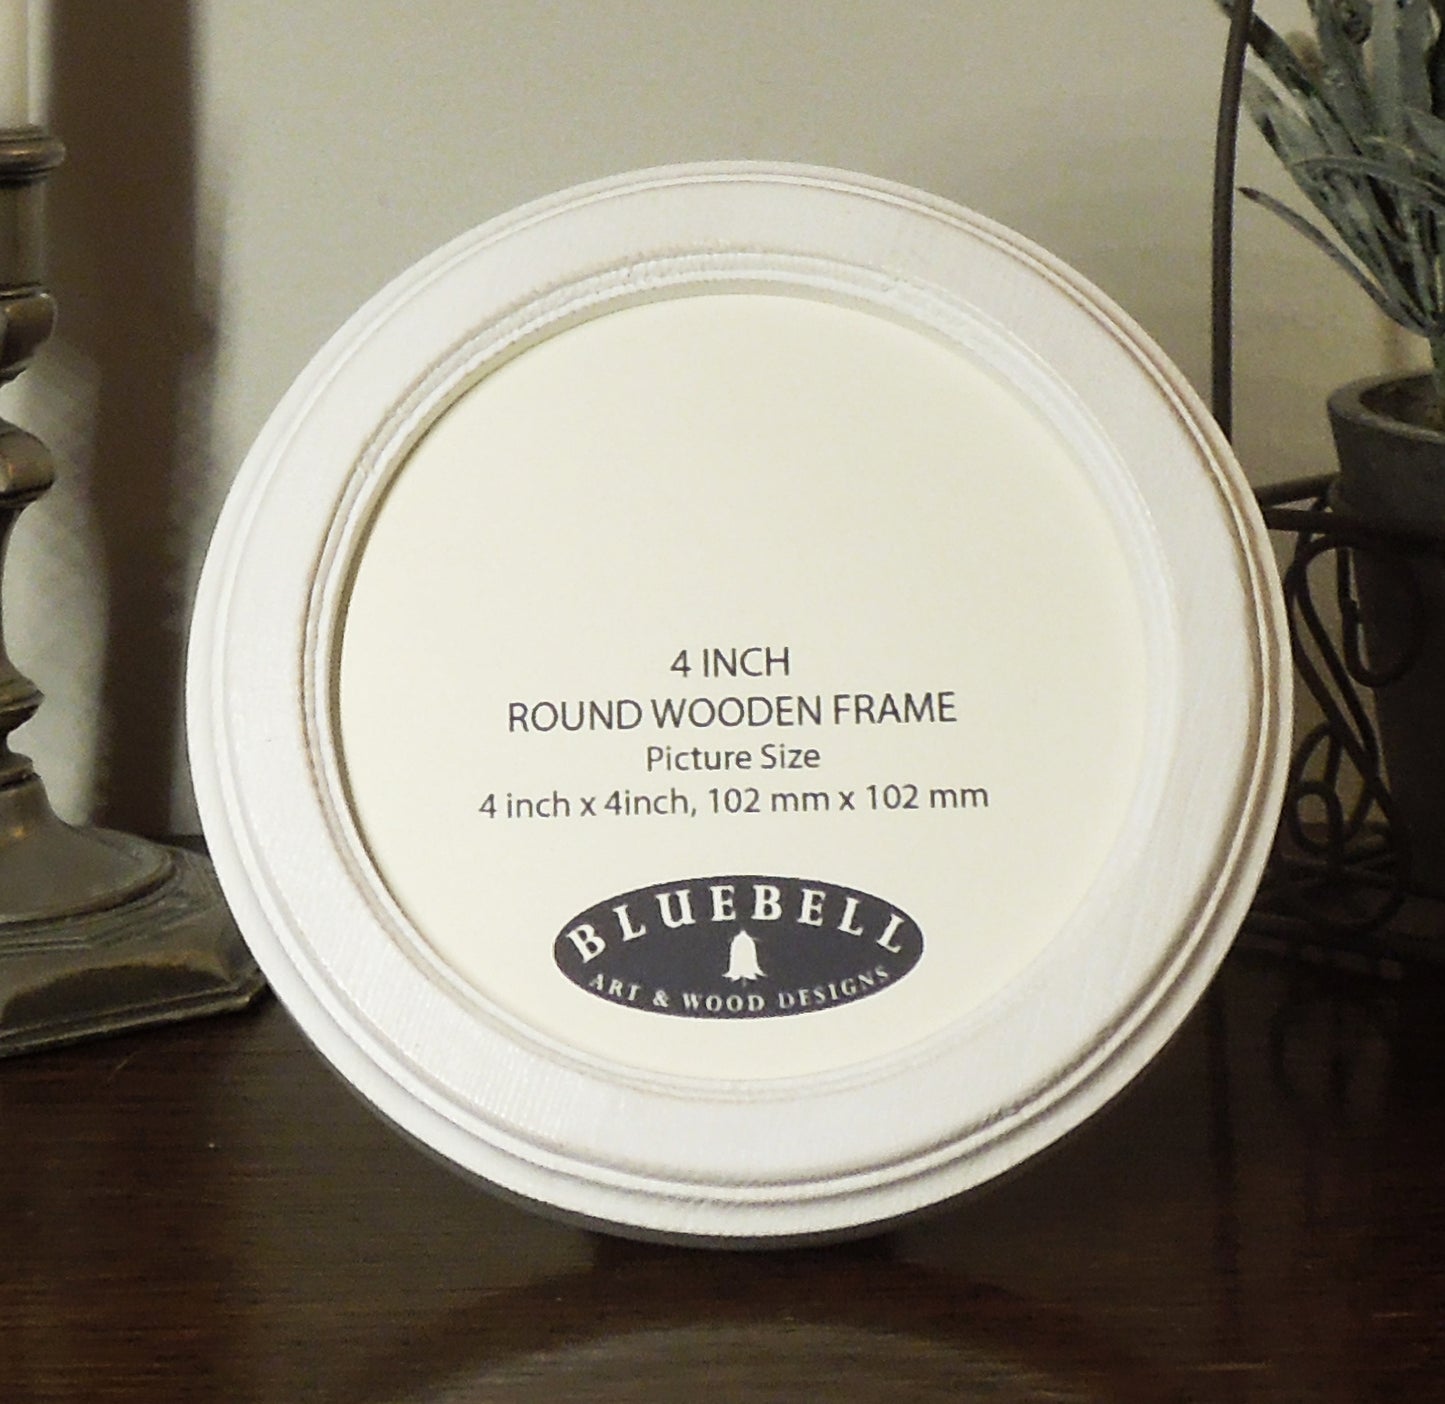 4 INCH
ROUND WOODEN FRAME
Picture Size
4 inch x 4inch, 102 mm x 102 mm
BLUEBELL
ART & WOOD DESIGNS